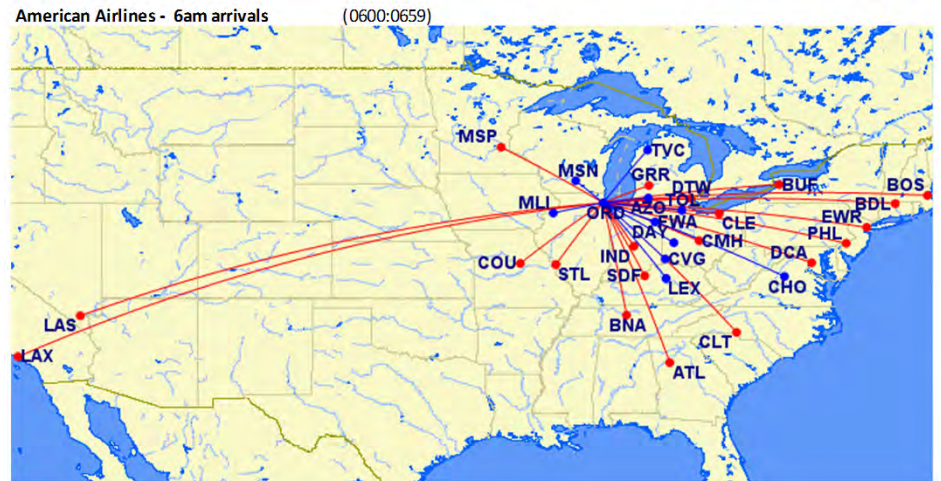 American Airlines - 6am arrivals (0600:0659)
MSP
TVC
MSN
GRR
DTW
BUF
BOS
MLI
AZO
TOL
BDL
ORD
FWA
CLE
EWR
DAY
CMH
PHL
IND
CVG
DCA
COU
STL
SDF
LEX
CHO
LAS
BNA
CLT
LAX
ATL